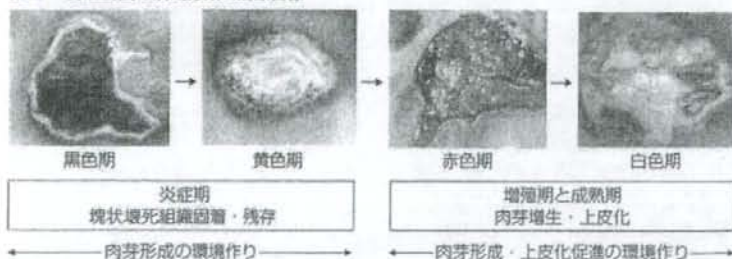 黒色期 黄色期 赤色期 白色期
炎症期
塊状壊死組織固着・残存
増殖期と成熟期
肉芽増生・上皮化
肉芽形成の環境作り
肉芽形成・上皮化促進の環境作り